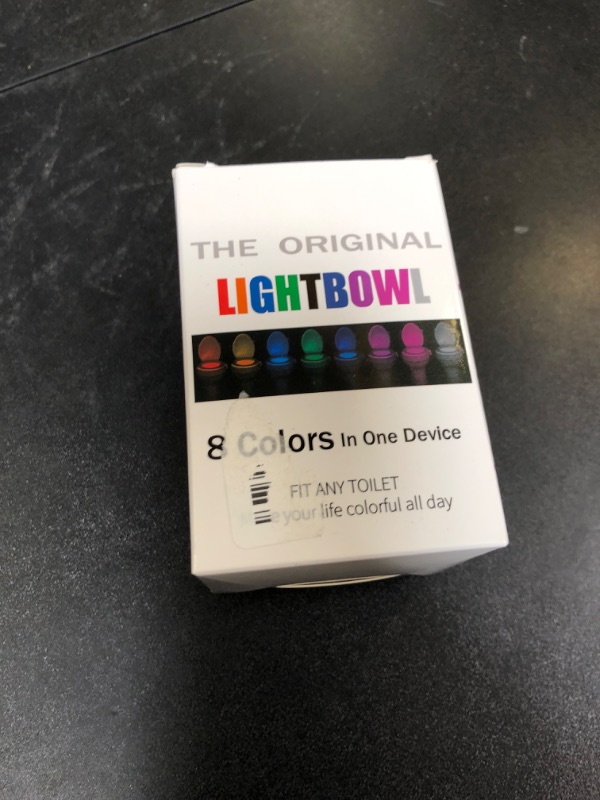 THE ORIGINAL
LIGHTBOWL
8 Colors In One Device
FIT ANY TOILET
your life colorful all day